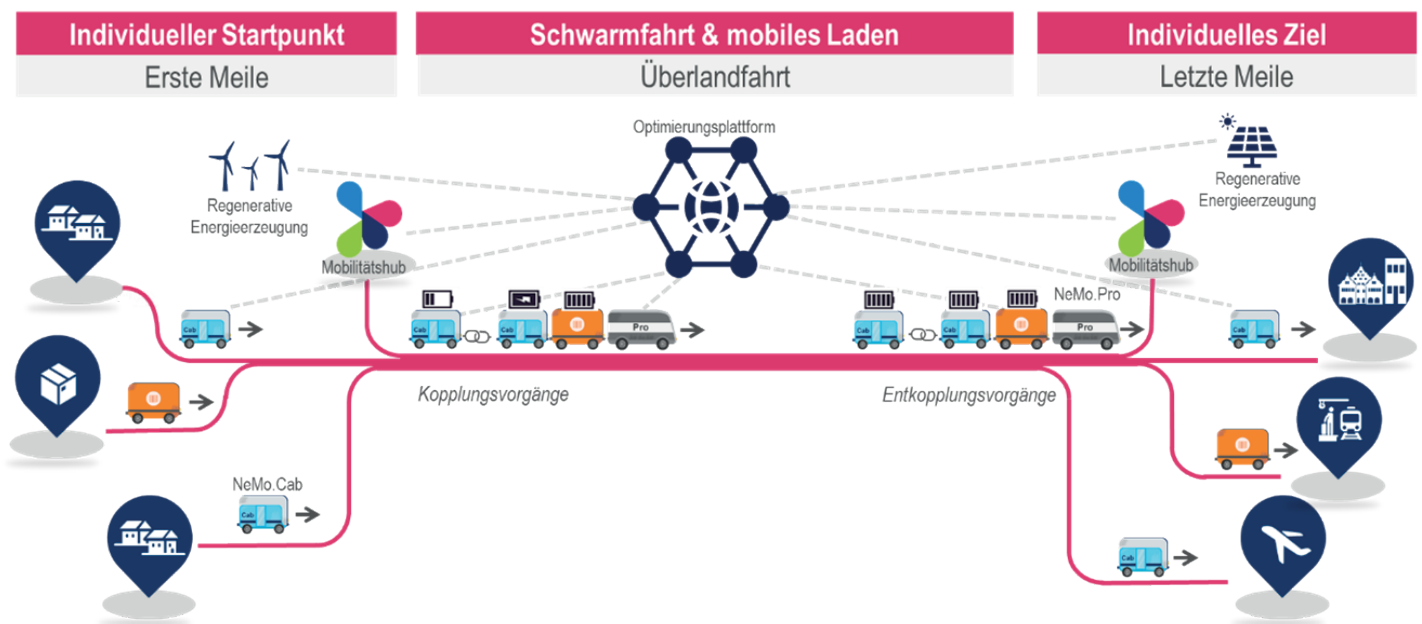 Individueller Startpunkt
Erste Meile
Schwarmfahrt & mobiles Laden
Überlandfahrt
Individuelles Ziel
Letzte Meile
Optimierungsplattform
Regenerative
Energieerzeugung
Regenerative
Energieerzeugung
Mobilitätshub
Mobilitätshub
NeMo.Pro
Cab
Cab
Cab
Pro
Cab
Cab
Pro
Cab
Kopplungsvorgänge
Entkopplungsvorgänge
NeMo.Cab
Cab
Cab